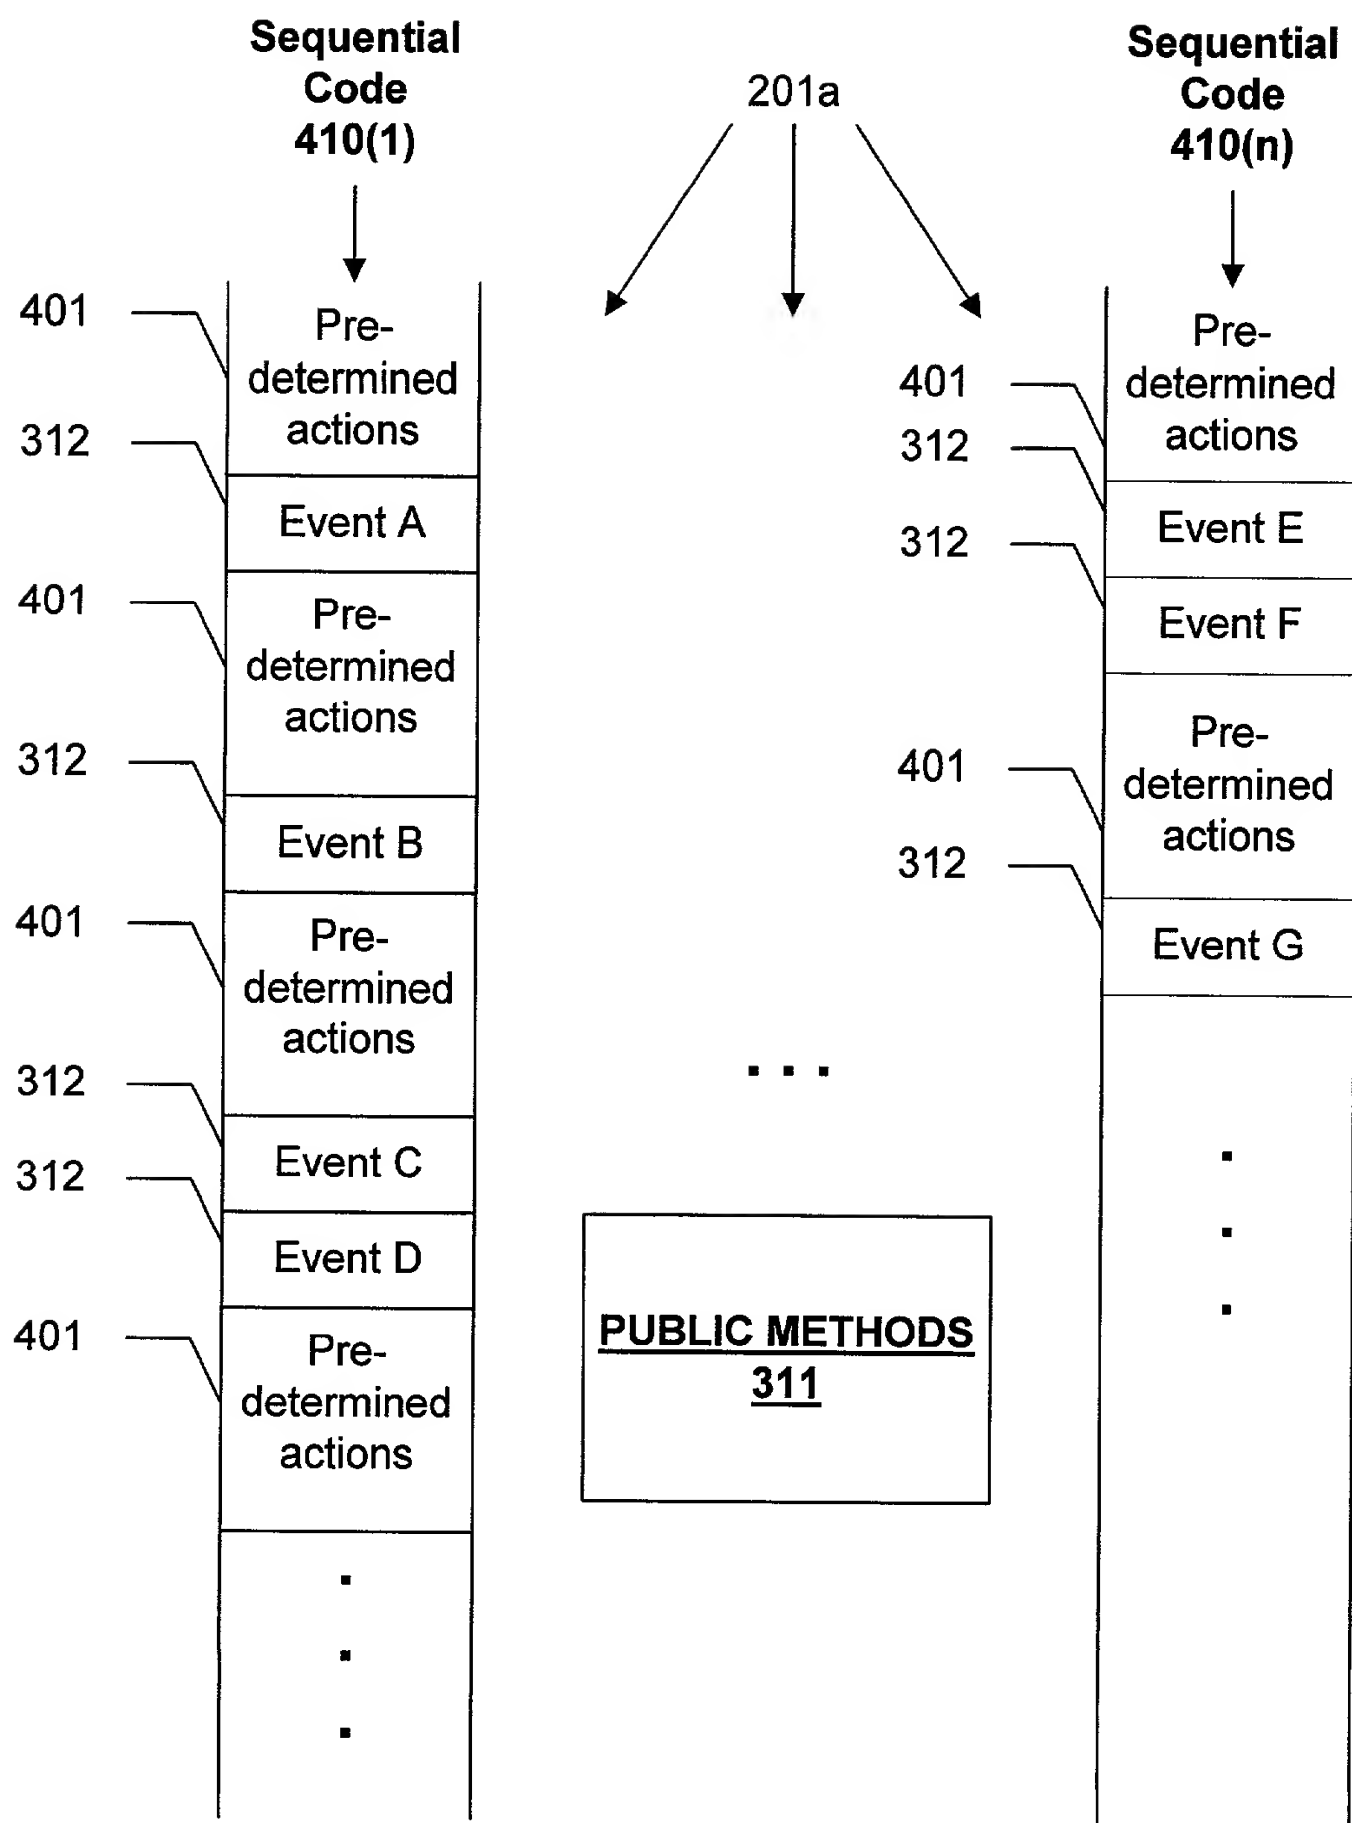 Sequential
Code
410(1)
201a
Sequential
Code
410(n)
401
Pre-
determined
actions
312
Event A
401
Pre-
determined
actions
312
Event B
401
Pre-
determined
actions
312
Event C
312
Event D
401
Pre-
determined
actions
. . .
PUBLIC METHODS
311
401
Pre-
determined
actions
312
Event E
312
Event F
401
Pre-
determined
actions
312
Event G